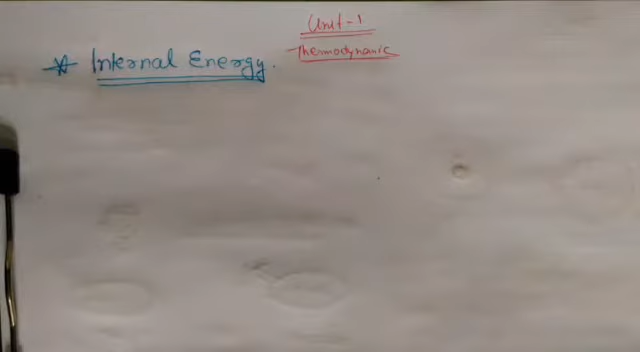 Unit-1
Thermodynamic
* Internal Energy.